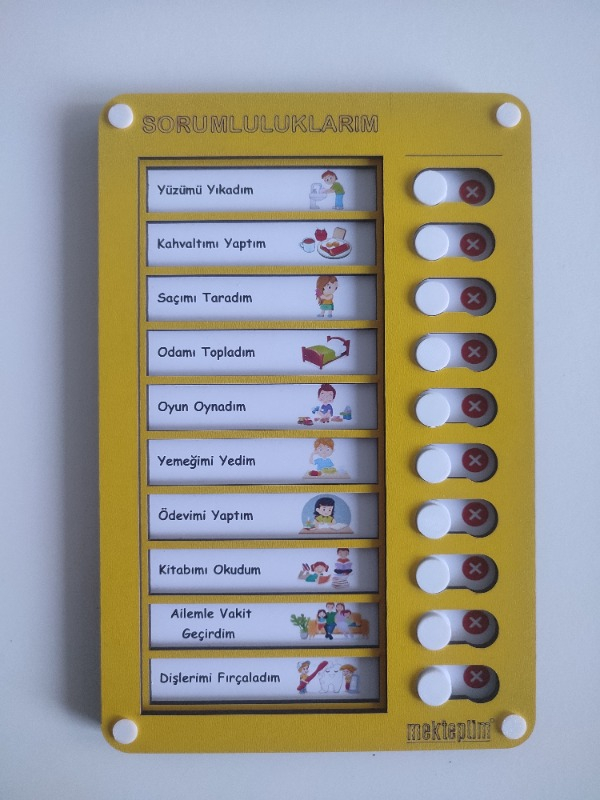 SORUMLULUKLARIM
Yüzümü Yıkadım
Kahvaltımı Yaptım
Saçımı Taradım
Odamı Topladım
Oyun Oynadım
Yemeğimi Yedim
Ödevimi Yaptım
Kitabımı Okudum
Ailemle Vakit
Geçirdim
Dişlerimi Fırçaladım
mekteptim